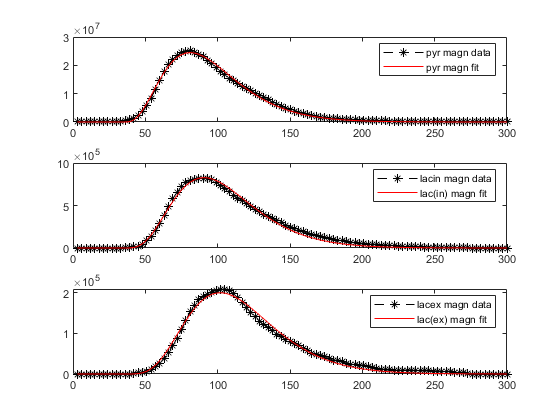 ×10^7
3
2
1
0
pyr magn data
pyr magn fit
0 50 100 150 200 250 300
×10^5
10
5
0
lacin magn data
lac(in) magn fit
0 50 100 150 200 250 300
×10^5
2
1
0
lacex magn data
lac(ex) magn fit
0 50 100 150 200 250 300